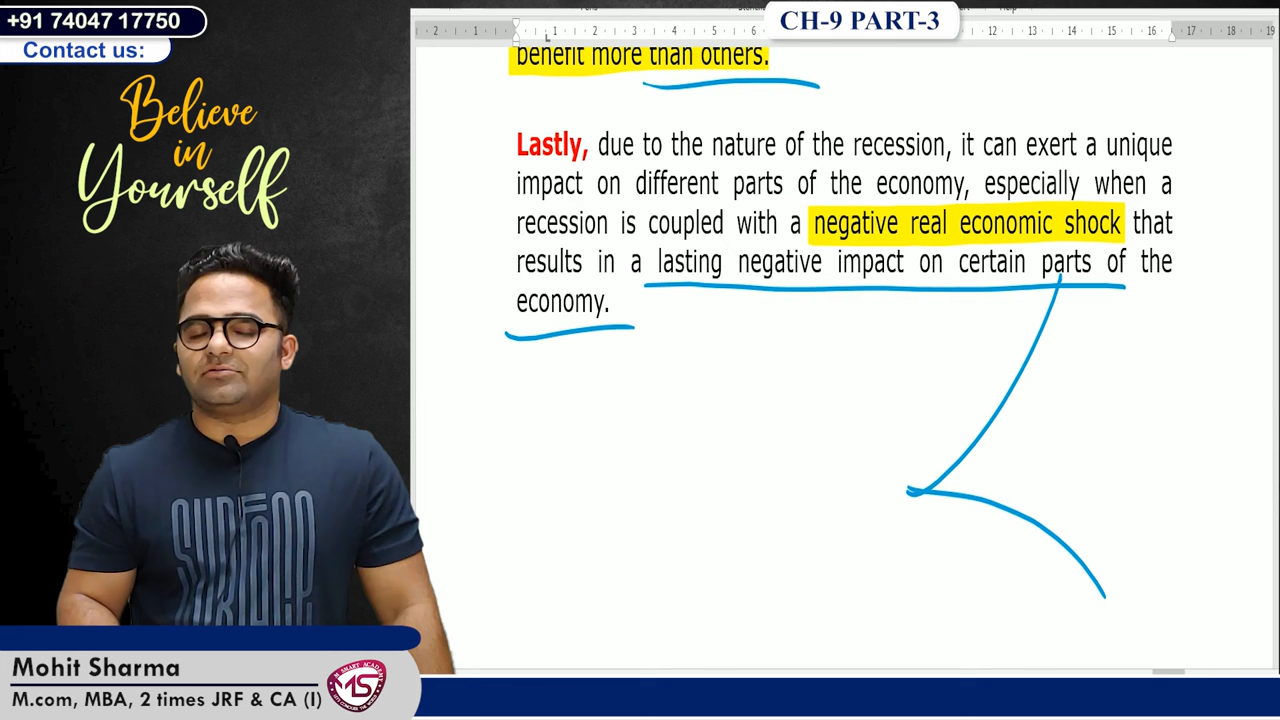 +91 74047 17750
Contact us:
CH-9 PART-3
Believe
in
Yourself
benefit more than others.
Lastly, due to the nature of the recession, it can exert a unique
impact on different parts of the economy, especially when a
recession is coupled with a negative real economic shock that
results in a lasting negative impact on certain parts of the
economy.
SURFACE
Mohit Sharma
M.com, MBA, 2 times JRF & CA (I)
MS